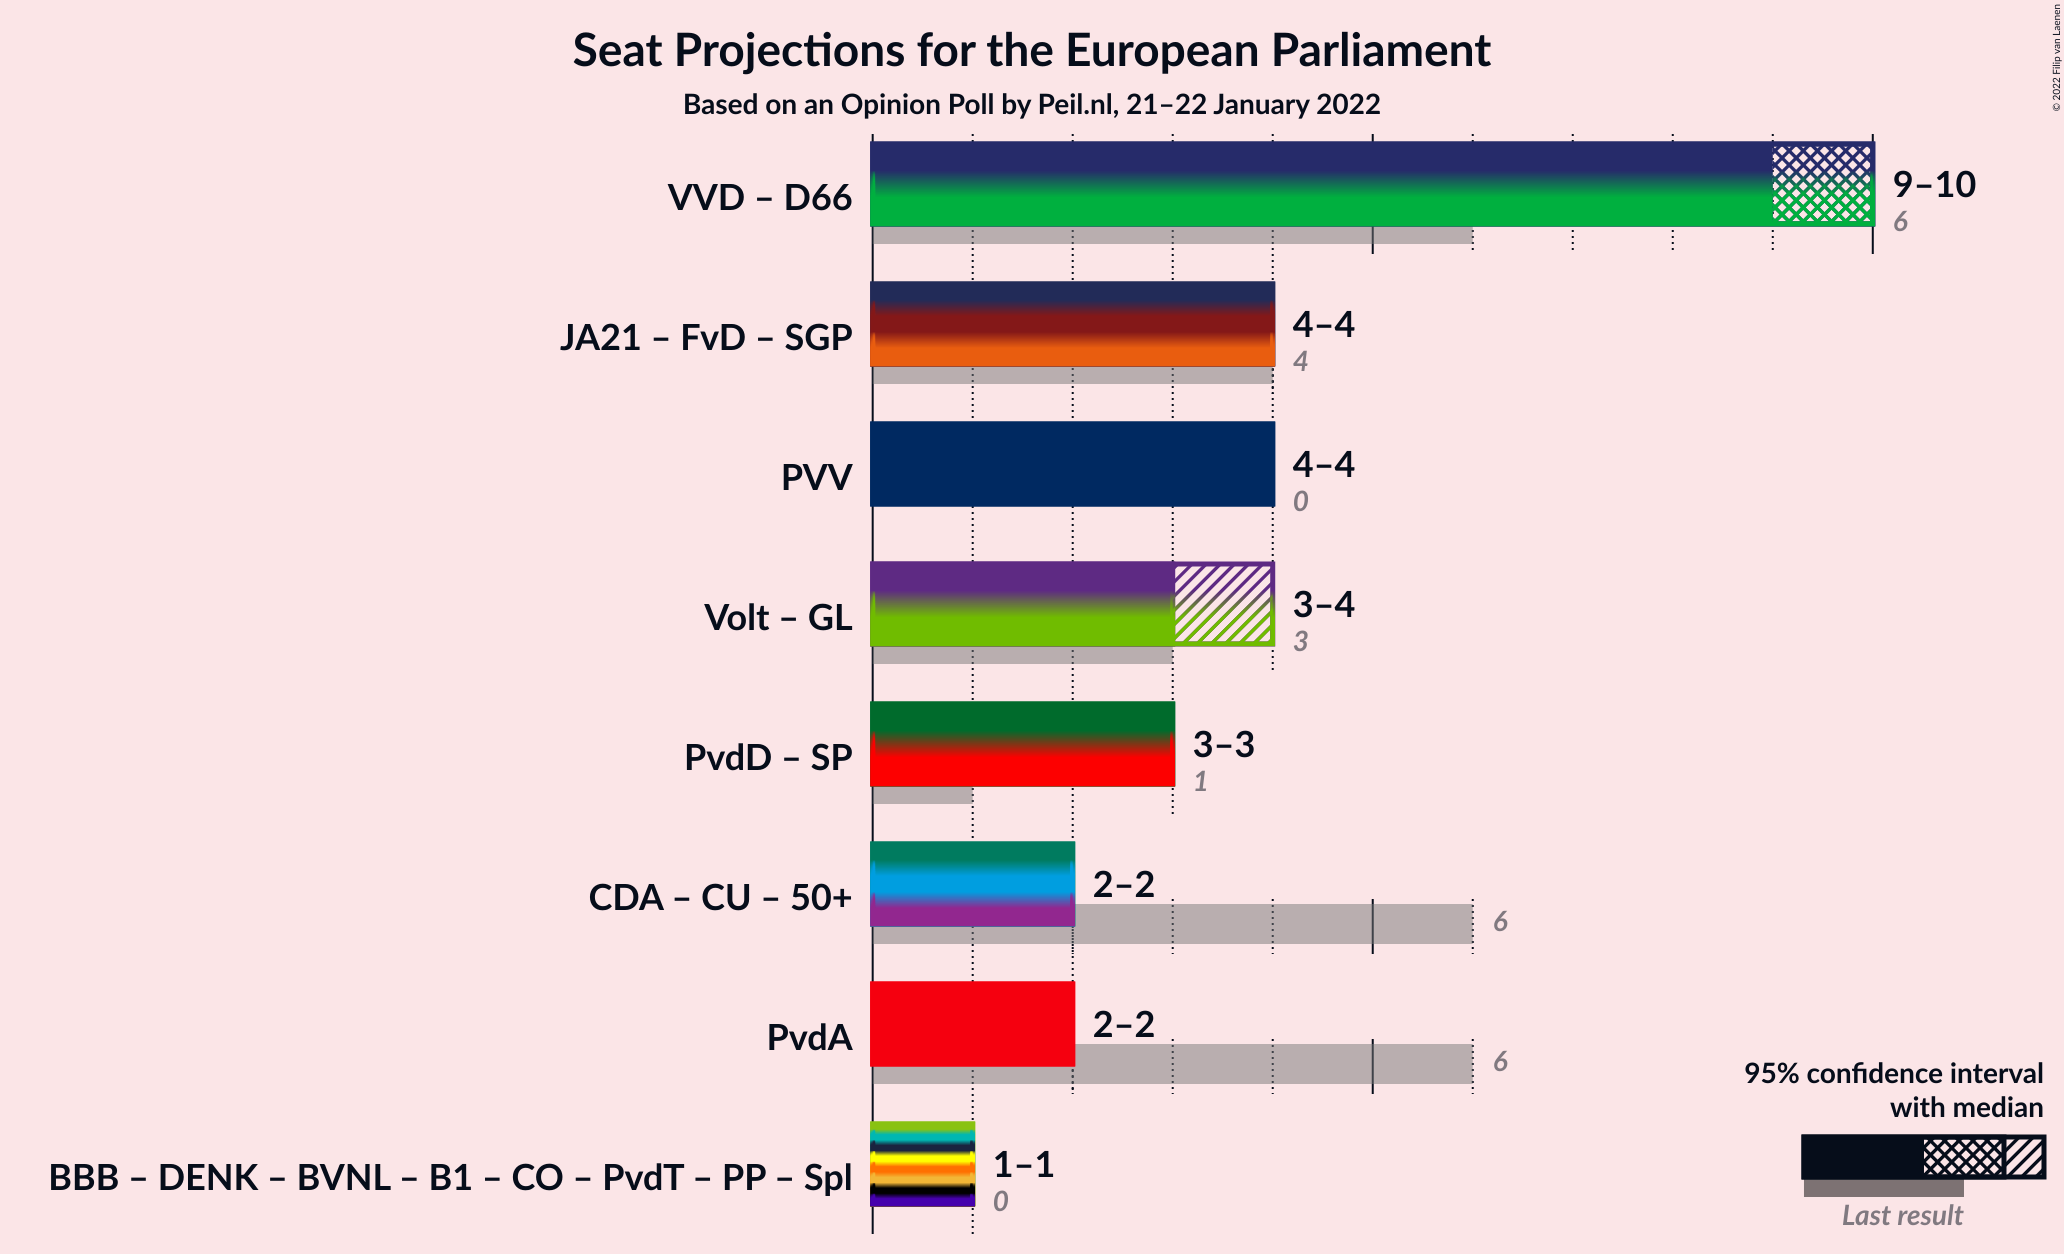 Seat Projections for the European Parliament
Based on an Opinion Poll by Peil.nl, 21–22 January 2022
© 2022 Filip van Laenen
VVD – D66
9–10
6
JA21 – FvD – SGP
4–4
4
PVV
4–4
0
Volt – GL
3–4
3
PvdD – SP
3–3
1
CDA – CU – 50+
2–2
6
PvdA
2–2
6
BBB – DENK – BVNL – B1 – CO – PvdT – PP – Spl
1–1
0
95% confidence interval
with median
Last result